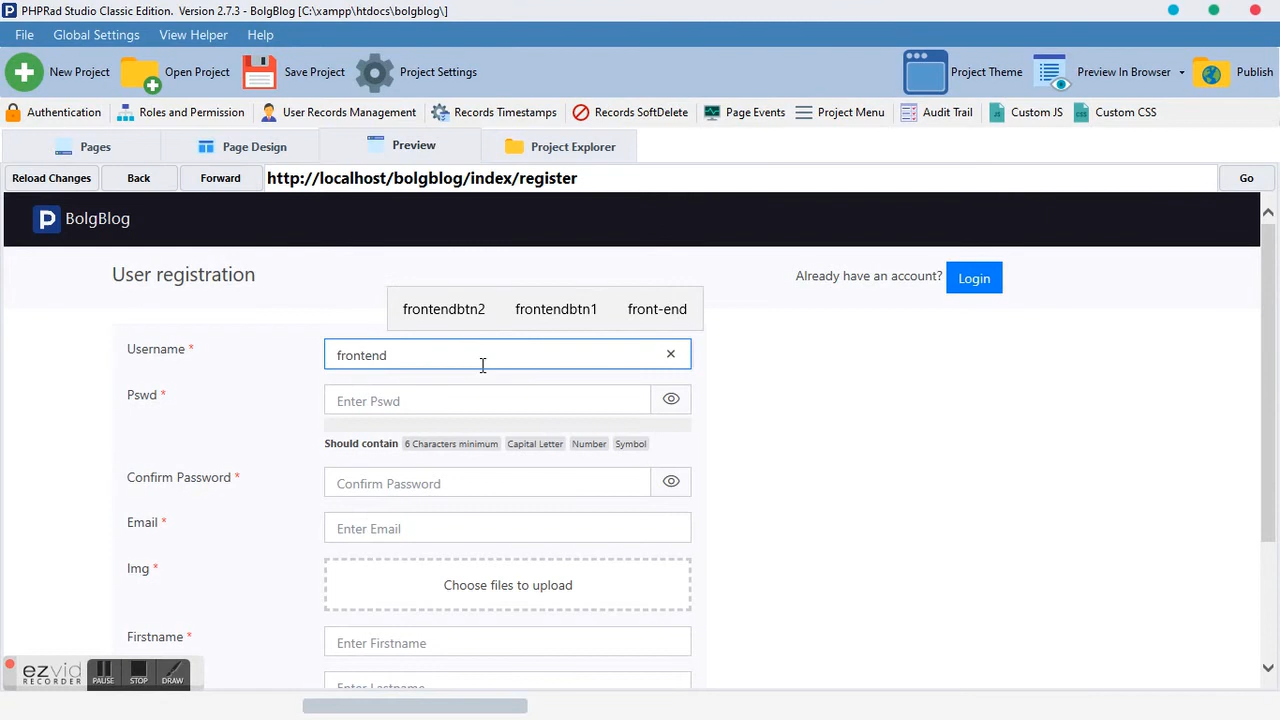 PHPRad Studio Classic Edition. Version 2.7.3 - BolgBlog [C:\xampp\htdocs\bolgblog\]
File Global Settings View Helper Help
New Project Open Project Save Project Project Settings Project Theme Preview In Browser Publish
Authentication Roles and Permission User Records Management Records Timestamps Records SoftDelete Page Events Project Menu Audit Trail Custom JS Custom CSS
Pages Page Design Preview Project Explorer
Reload Changes Back Forward http://localhost/bolgblog/index/register Go
P BolgBlog
User registration Already have an account? Login
frontendbtn2 frontendbtn1 front-end
Username * frontend
Pswd * Enter Pswd
Should contain 6 Characters minimum Capital Letter Number Symbol
Confirm Password * Confirm Password
Email * Enter Email
Img * Choose files to upload
Firstname * Enter Firstname
Enter Lastname
ezvid
RECORDER PAUSE STOP DRAW